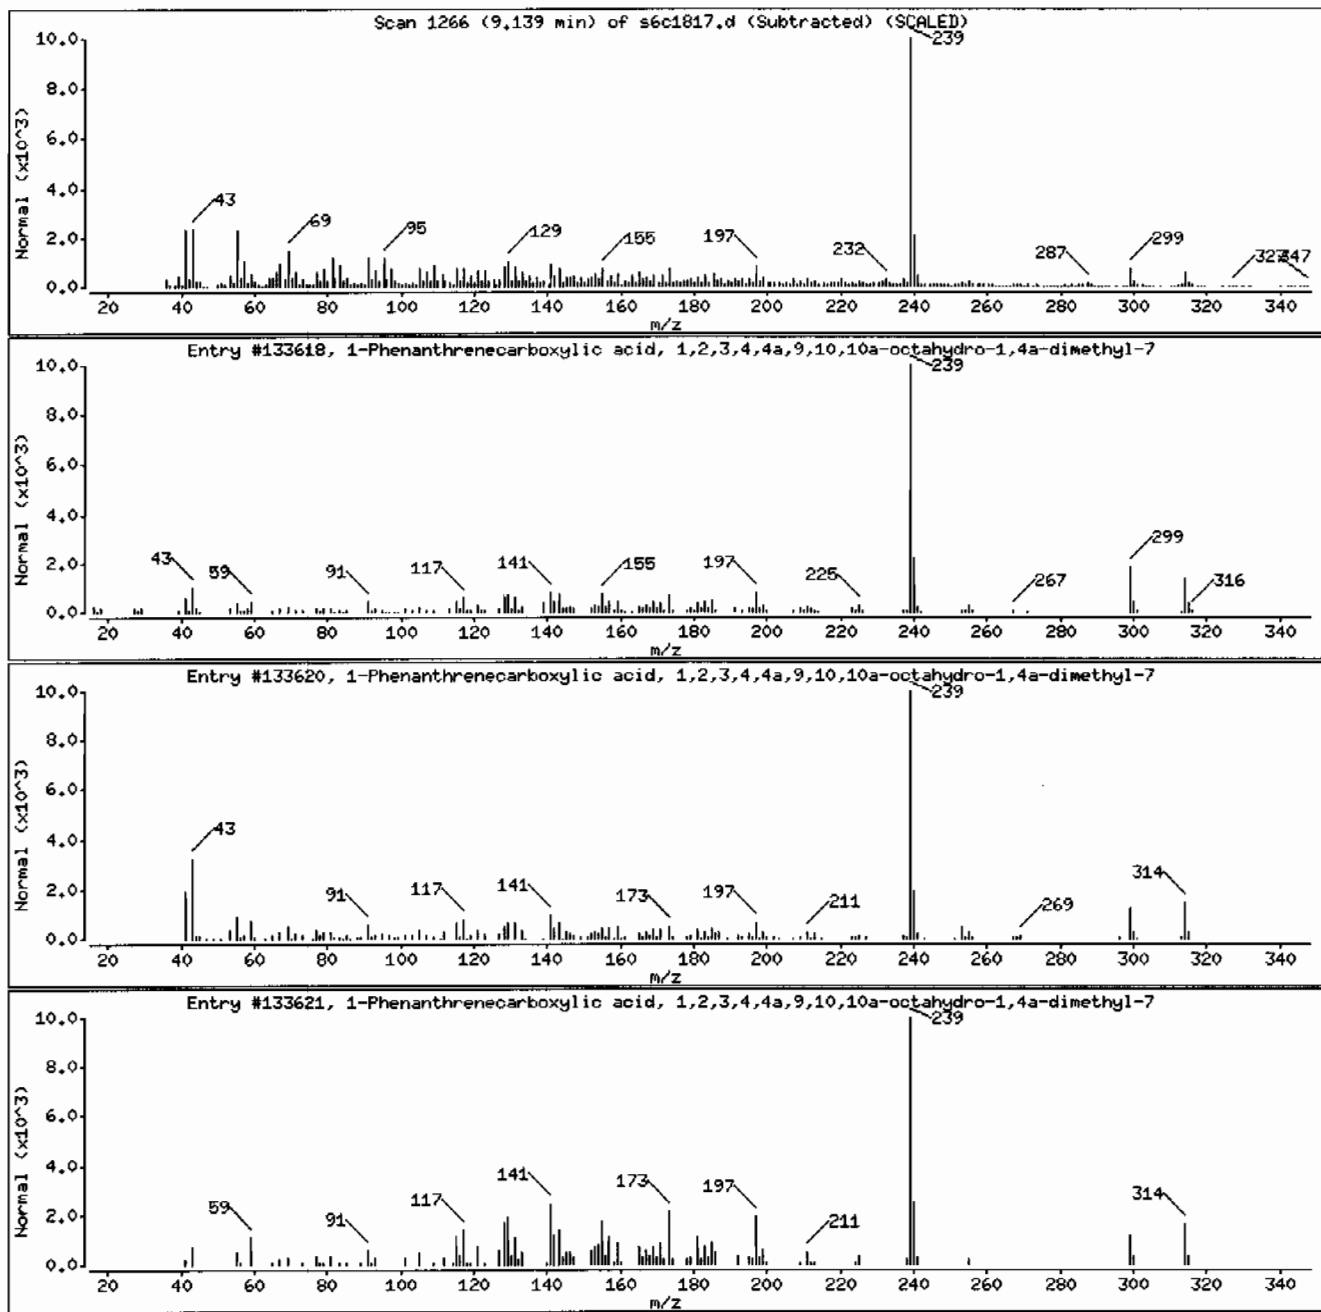 Scan 1266 (9.139 min) of s6c1817.d (Subtracted) (SCALED)
Normal (x10^3)
10.0
8.0
6.0
4.0
2.0
0.0
43 69 95 129 155 197 232 239 287 299 327 347
20 40 60 80 100 120 140 160 180 200 220 240 260 280 300 320 340
m/z
Entry #133618, 1-Phenanthrenecarboxylic acid, 1,2,3,4,4a,9,10,10a-octahydro-1,4a-dimethyl-7
Normal (x10^3)
10.0
8.0
6.0
4.0
2.0
0.0
43 59 91 117 141 155 197 225 239 267 299 316
20 40 60 80 100 120 140 160 180 200 220 240 260 280 300 320 340
m/z
Entry #133620, 1-Phenanthrenecarboxylic acid, 1,2,3,4,4a,9,10,10a-octahydro-1,4a-dimethyl-7
Normal (x10^3)
10.0
8.0
6.0
4.0
2.0
0.0
43 91 117 141 173 197 211 239 269 314
20 40 60 80 100 120 140 160 180 200 220 240 260 280 300 320 340
m/z
Entry #133621, 1-Phenanthrenecarboxylic acid, 1,2,3,4,4a,9,10,10a-octahydro-1,4a-dimethyl-7
Normal (x10^3)
10.0
8.0
6.0
4.0
2.0
0.0
59 91 117 141 173 197 211 239 314
20 40 60 80 100 120 140 160 180 200 220 240 260 280 300 320 340
m/z